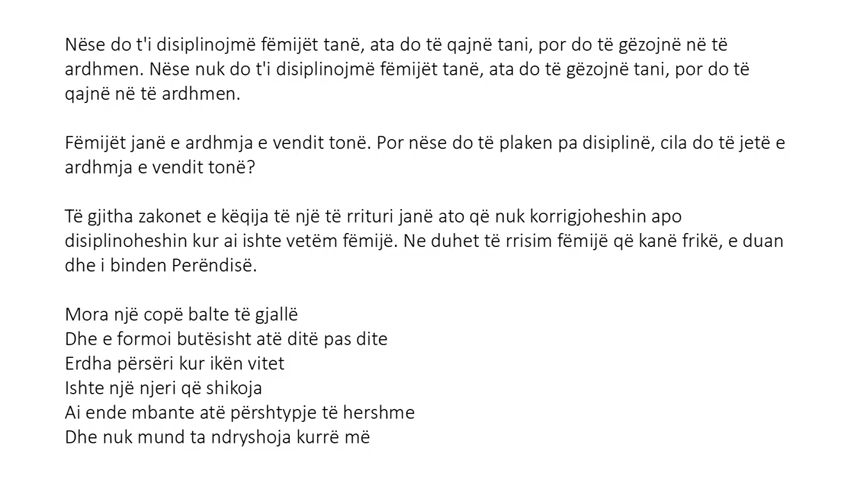 Nëse do t'i disiplinojmë fëmijët tanë, ata do të qajnë tani, por do të gëzojnë në të
ardhmen. Nëse nuk do t'i disiplinojmë fëmijët tanë, ata do të gëzojnë tani, por do të
qajnë në të ardhmen.
Fëmijët janë e ardhmja e vendit tonë. Por nëse do të plaken pa disiplinë, cila do të jetë e
ardhmja e vendit tonë?
Të gjitha zakonet e këqija të një të rrituri janë ato që nuk korrigjoheshin apo
disiplinoheshin kur ai ishte vetëm fëmijë. Ne duhet të rrisim fëmijë që kanë frikë, e duan
dhe i binden Perëndisë.
Mora një copë balte të gjallë
Dhe e formoi butësisht atë ditë pas dite
Erdha përsëri kur ikën vitet
Ishte një njeri që shikoja
Ai ende mbante atë përshtypje të hershme
Dhe nuk mund ta ndryshoja kurrë më